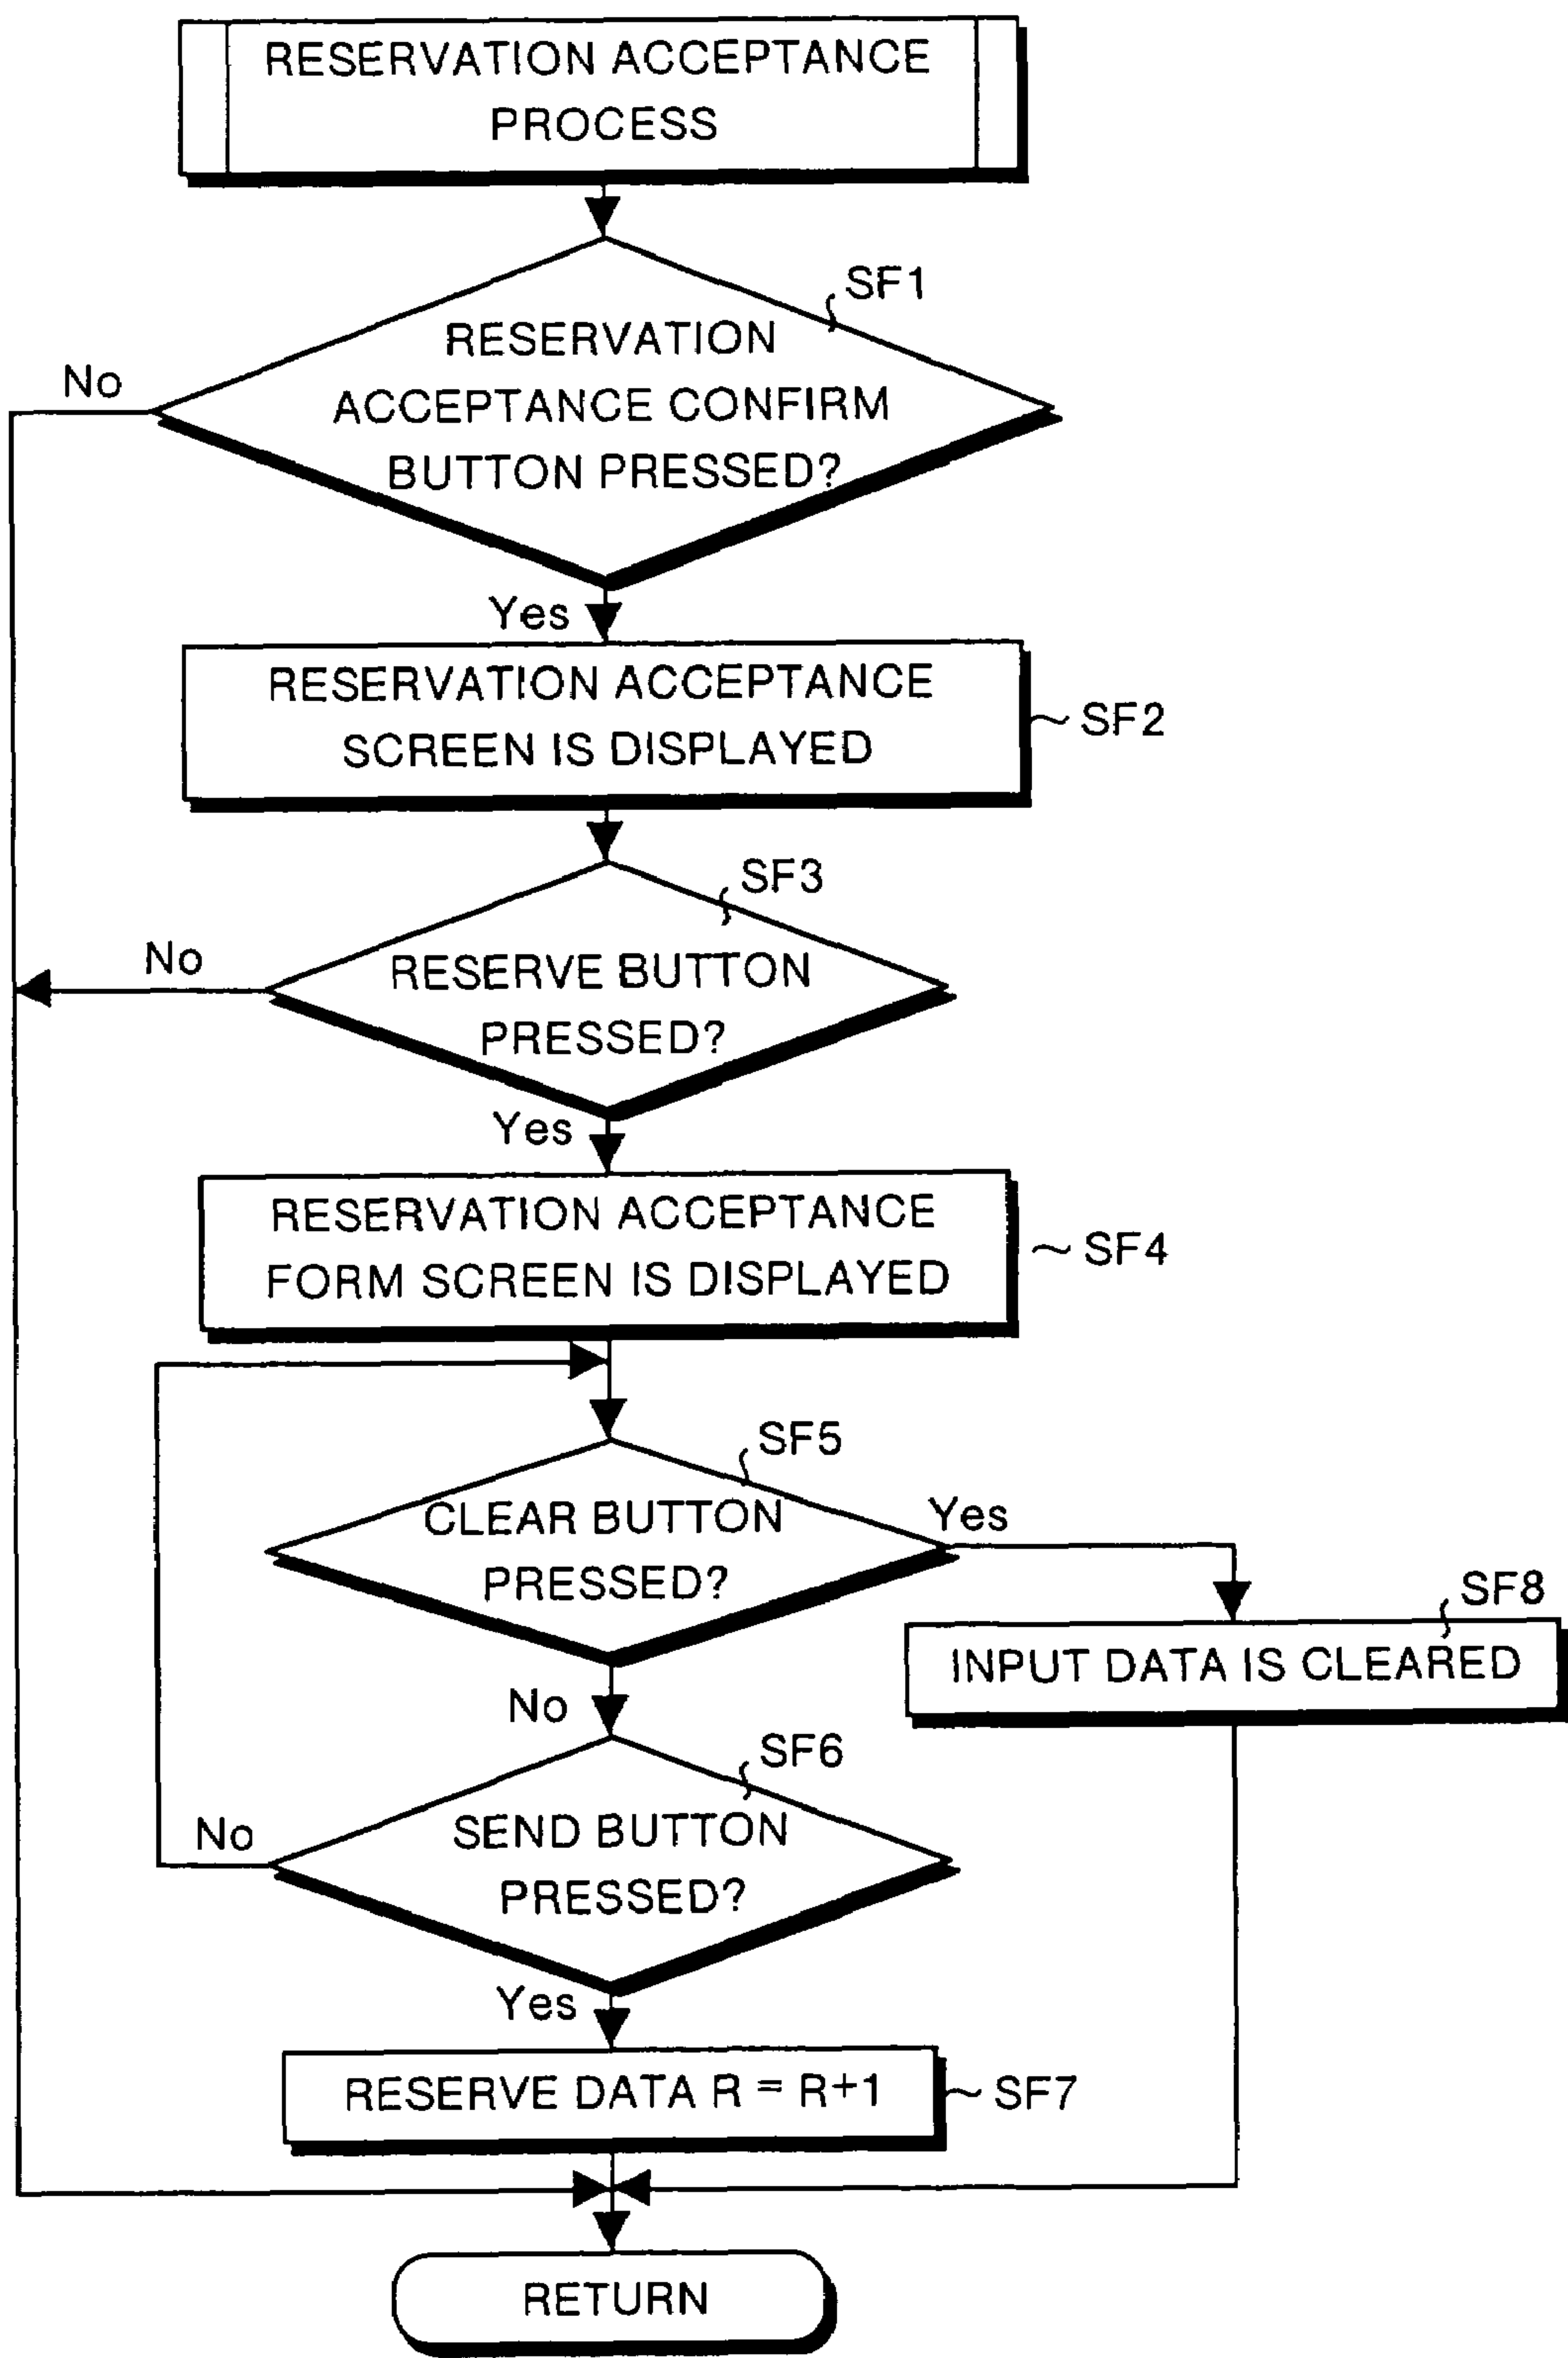 RESERVATION ACCEPTANCE
PROCESS
SF1
RESERVATION
ACCEPTANCE CONFIRM
BUTTON PRESSED?
No
Yes
RESERVATION ACCEPTANCE
SCREEN IS DISPLAYED
SF2
SF3
RESERVE BUTTON
PRESSED?
No
Yes
RESERVATION ACCEPTANCE
FORM SCREEN IS DISPLAYED
SF4
SF5
CLEAR BUTTON
PRESSED?
Yes
SF8
INPUT DATA IS CLEARED
No
SF6
SEND BUTTON
PRESSED?
No
Yes
RESERVE DATA R = R+1
SF7
RETURN